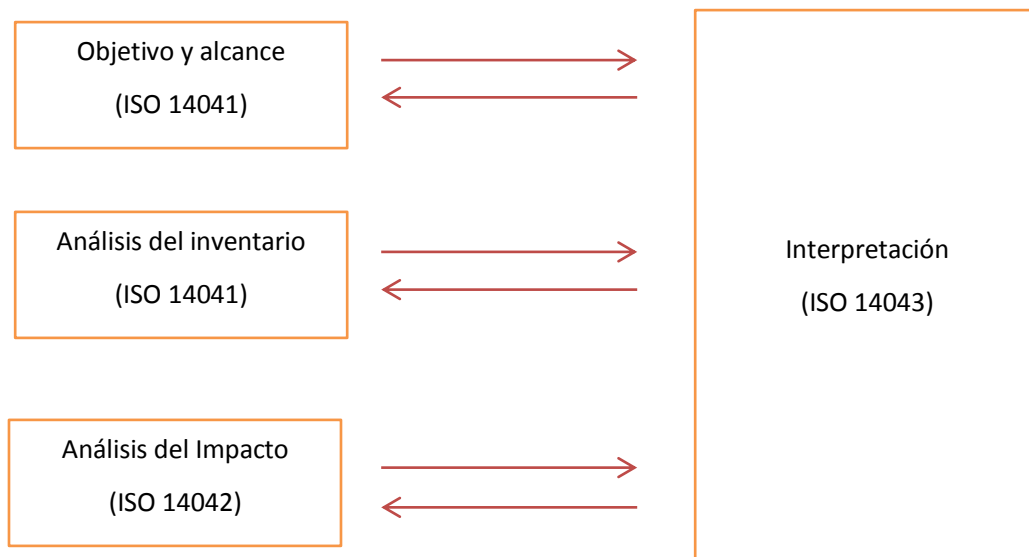 Objetivo y alcance
(ISO 14041)
Análisis del inventario
(ISO 14041)
Interpretación
(ISO 14043)
Análisis del Impacto
(ISO 14042)